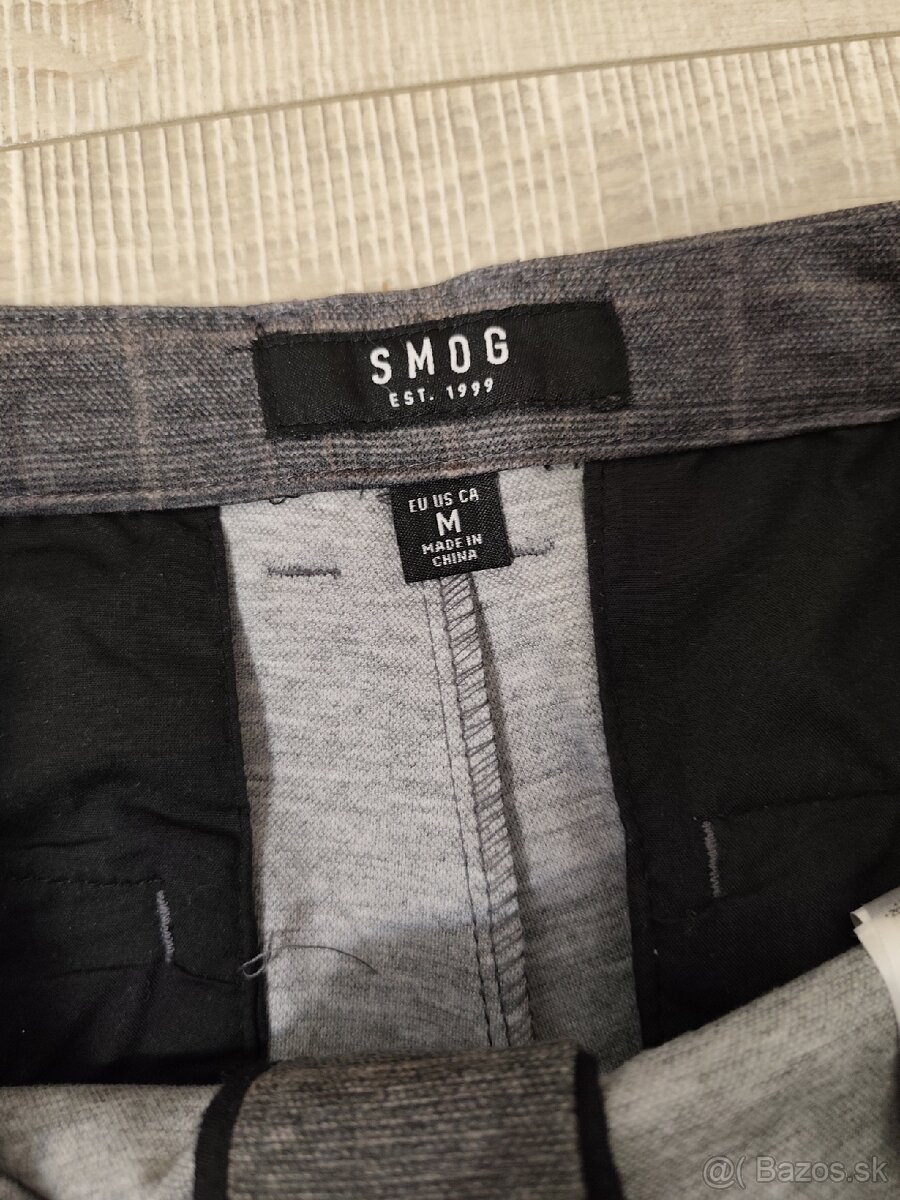 SMOG
EST. 1999
EU US CA
M
MADE IN
CHINA
@( Bazos.sk